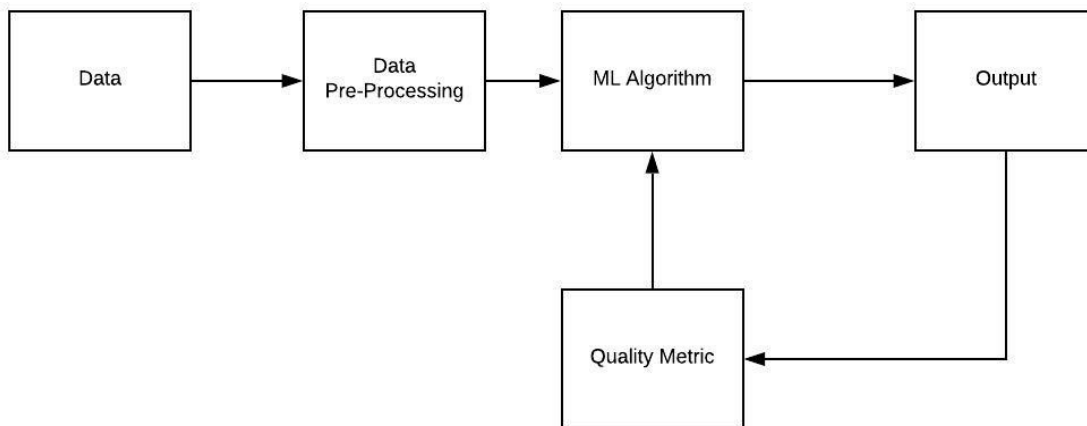 Data
Data
Pre-Processing
ML Algorithm
Output
Quality Metric